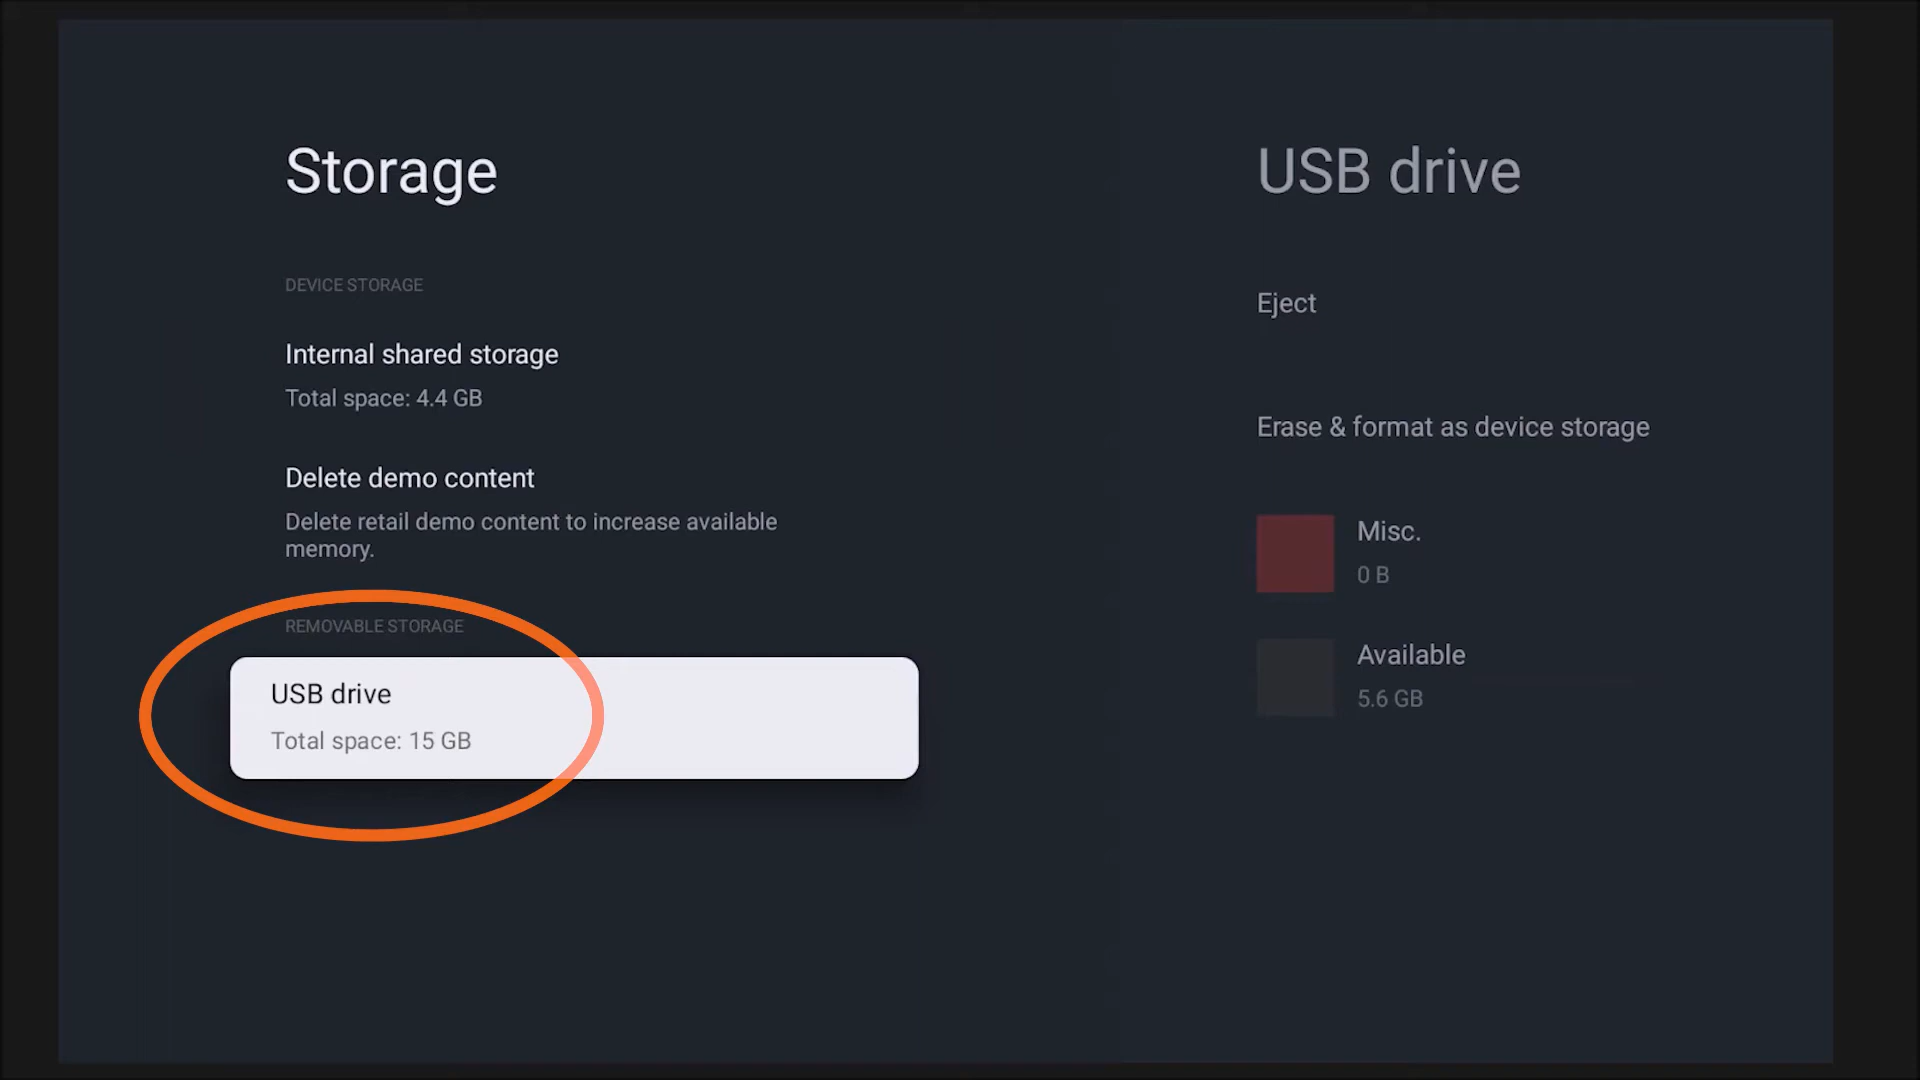 Storage
DEVICE STORAGE
Internal shared storage
Total space: 4.4 GB
Delete demo content
Delete retail demo content to increase available
memory.
REMOVABLE STORAGE
USB drive
Total space: 15 GB
USB drive
Eject
Erase & format as device storage
Misc.
0 B
Available
5.6 GB